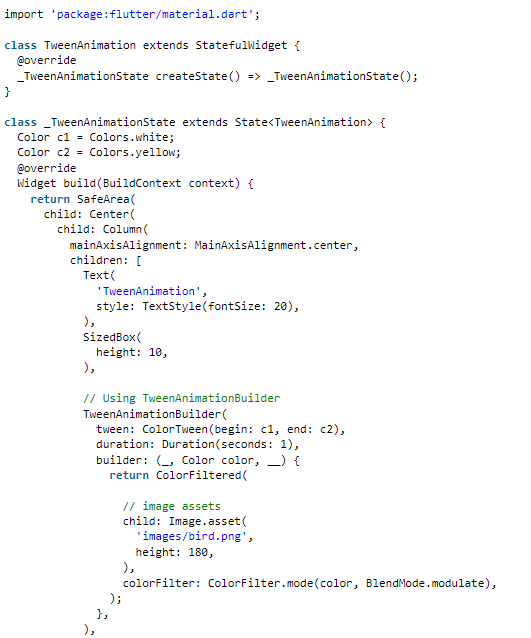 import 'package:flutter/material.dart';

class TweenAnimation extends StatefulWidget {
  @override
  _TweenAnimationState createState() => _TweenAnimationState();
}

class _TweenAnimationState extends State<TweenAnimation> {
  Color c1 = Colors.white;
  Color c2 = Colors.yellow;
  @override
  Widget build(BuildContext context) {
    return SafeArea(
      child: Center(
        child: Column(
          mainAxisAlignment: MainAxisAlignment.center,
          children: [
            Text(
              'TweenAnimation',
              style: TextStyle(fontSize: 20),
            ),
            SizedBox(
              height: 10,
            ),

            // Using TweenAnimationBuilder
            TweenAnimationBuilder(
              tween: ColorTween(begin: c1, end: c2),
              duration: Duration(seconds: 1),
              builder: (_, Color color, __) {
                return ColorFiltered(

                  // image assets
                  child: Image.asset(
                    'images/bird.png',
                    height: 180,
                  ),
                  colorFilter: ColorFilter.mode(color, BlendMode.modulate),
                );
              },
            ),